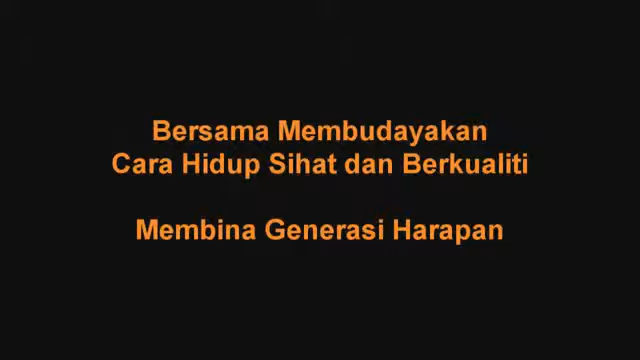 Bersama Membudayakan
Cara Hidup Sihat dan Berkualiti
Membina Generasi Harapan